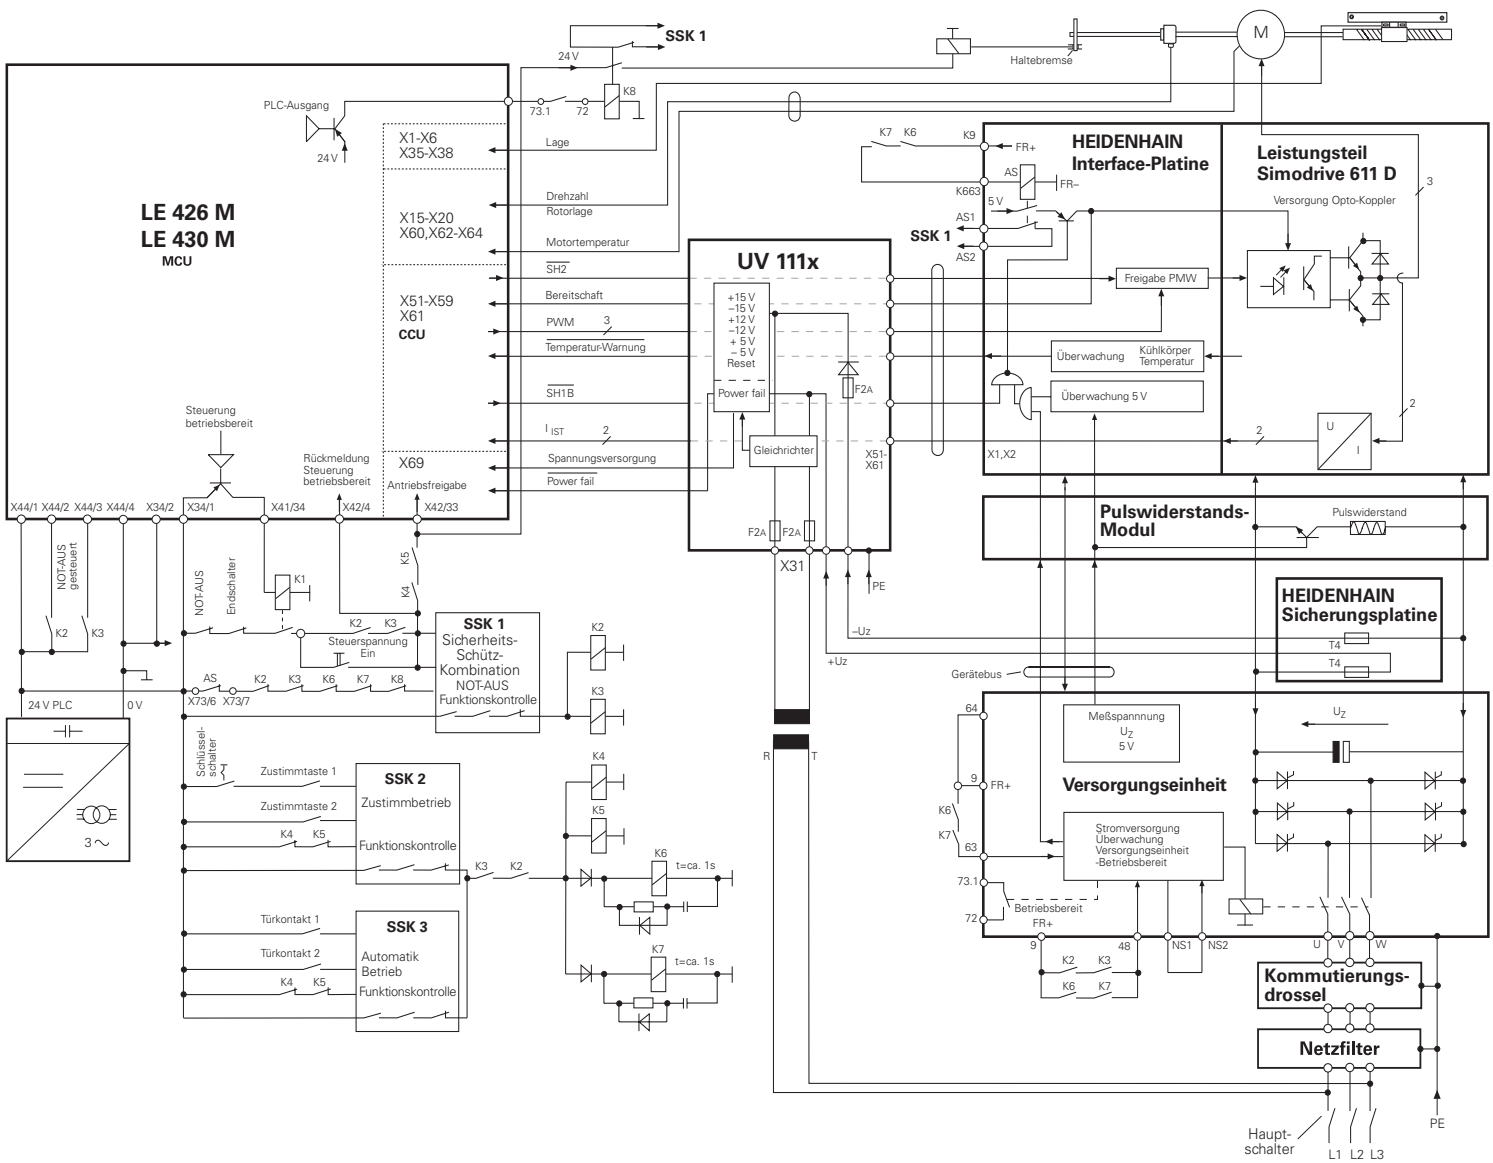 SSK 1
24 V
Haltebremse
M
PLC-Ausgang
24 V
73.1
72
K8
X1-X6
X35-X38
Lage
LE 426 M
LE 430 M
MCU
X15-X20
X60,X62-X64
Drehzahl
Rotorlage
Motortemperatur
X51-X59
X61
CCU
SH2
Bereitschaft
PWM
3
Temperatur-Warnung
SH1B
I IST
2
X69
Spannungsversorgung
Power fail
Antriebsfreigabe
Steuerung
betriebsbereit
Rückmeldung
Steuerung
betriebsbereit
X44/1
X44/2
X44/3
X44/4
X34/2
X34/1
X41/34
X42/4
X42/33
UV 111x
+15 V
–15 V
+12 V
–12 V
+ 5 V
– 5 V
Reset
Power fail
Gleichrichter
F2A
F2A
F2A
X51-
X61
X31
PE
K7
K6
K9
FR+
AS
FR–
K663
5 V
AS1
SSK 1
AS2
HEIDENHAIN
Interface-Platine
Leistungsteil
Simodrive 611 D
3
Versorgung Opto-Koppler
Freigabe PMW
Überwachung
Kühlkörper
Temperatur
Überwachung 5 V
2
2
U
I
X1,X2
Pulswiderstands-
Modul
Pulswiderstand
HEIDENHAIN
Sicherungsplatine
T4
T4
–Uz
+Uz
Gerätebus
NOT-AUS
gesteuert
K2
K3
NOT-AUS
Endschalter
K1
K5
K4
K2
K3
Steuerspannung
Ein
SSK 1
Sicherheits-
Schütz-
Kombination
NOT-AUS
Funktionskontrolle
K2
K3
AS
X73/6
X73/7
K2
K3
K6
K7
K8
24 V PLC
0 V
3
Schlüssel-
schalter
Zustimmtaste 1
Zustimmtaste 2
K4
K5
SSK 2
Zustimmbetrieb
Funktionskontrolle
K3
K2
K4
K5
K6
t=ca. 1s
K7
t=ca. 1s
Türkontakt 1
Türkontakt 2
K4
K5
SSK 3
Automatik
Betrieb
Funktionskontrolle
R
T
64
9
FR+
K6
K7
63
73.1
72
Betriebsbereit
FR+
Meßspannnung
UZ
5 V
Versorgungseinheit
Stromversorgung
Überwachung
Versorgungseinheit
-Betriebsbereit
UZ
9
48
NS1
NS2
U
V
W
K2
K3
K6
K7
Kommutierungs-
drossel
Netzfilter
PE
Haupt-
schalter
L1
L2
L3